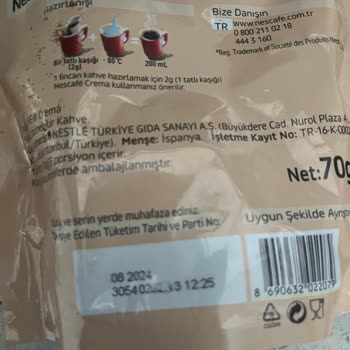 Hazırlanışı
Bir tatlı kaşığı
(2g)
80°C
200 mL
1 fincan kahve hazırlamak için 2g (1 tatlı kaşığı)
Nescafé Crema kullanmanız önerilir.
Bize Danışın
TR www.nescafe.com.tr
0 800 211 02 18
444 3 160
*Reg. Trademark of Société des Produits
Crema
Kahve.
NESTLÉ TÜRKİYE GIDA SANAYİ A.Ş. (Büyükdere Cad. Nurol Plaza
İstanbul/Türkiye). Menşe: İspanya. İşletme Kayıt No: TR-16-K-
porsiyon içerir.
ambalajlanmıştır.
Net:70g
ve serin yerde muhafaza ediniz.
Tavsiye Edilen Tüketim Tarihi ve Parti No:
Uygun Şekilde Ayrıştır
08 2024
12:25
8 690632 022079